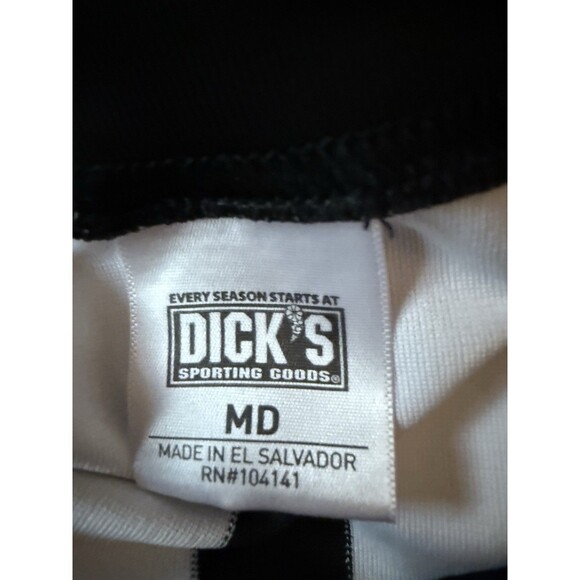 EVERY SEASON STARTS AT
DICK'S
SPORTING GOODS®
MD
MADE IN EL SALVADOR
RN#104141